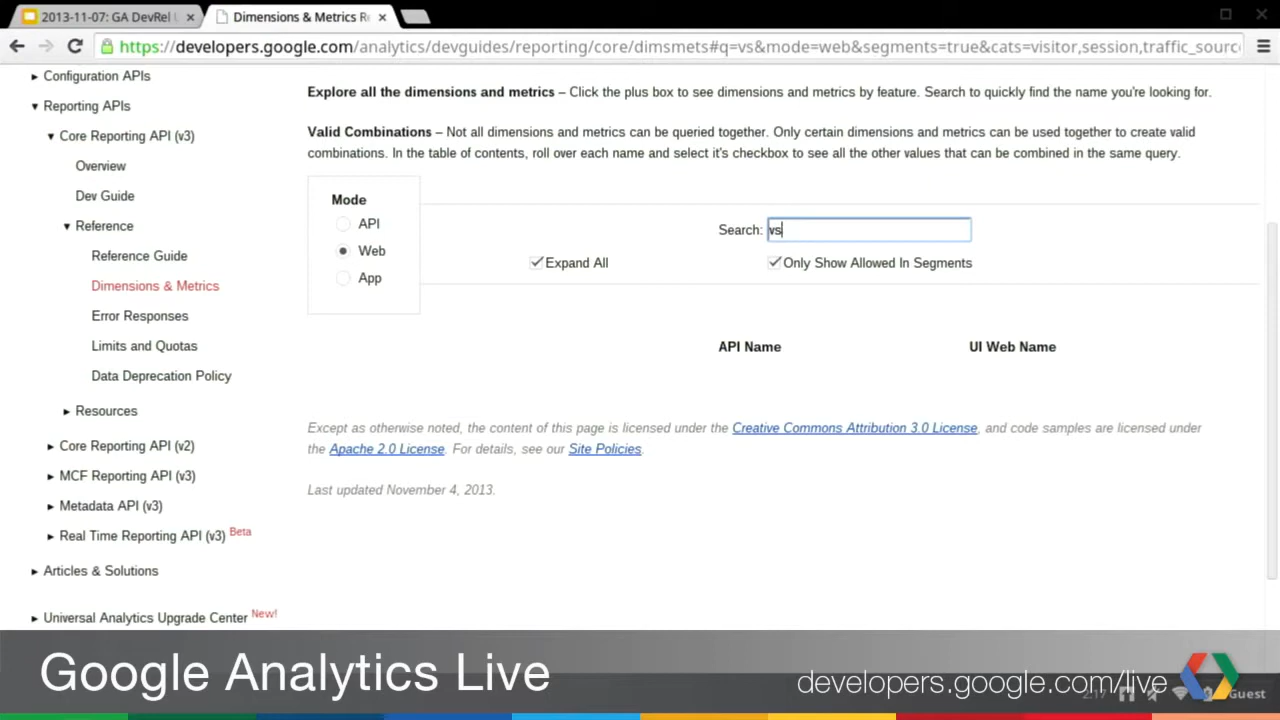 2013-11-07: GA DevRel
Dimensions & Metrics Re
https://developers.google.com/analytics/devguides/reporting/core/dimsmets#q=vs&mode=web&segments=true&cats=visitor,session,traffic_sourc
Configuration APIs
Reporting APIs
Core Reporting API (v3)
Overview
Dev Guide
Reference
Reference Guide
Dimensions & Metrics
Error Responses
Limits and Quotas
Data Deprecation Policy
Resources
Core Reporting API (v2)
MCF Reporting API (v3)
Metadata API (v3)
Real Time Reporting API (v3) Beta
Articles & Solutions
Universal Analytics Upgrade Center New!
Explore all the dimensions and metrics – Click the plus box to see dimensions and metrics by feature. Search to quickly find the name you're looking for.
Valid Combinations – Not all dimensions and metrics can be queried together. Only certain dimensions and metrics can be used together to create valid
combinations. In the table of contents, roll over each name and select it's checkbox to see all the other values that can be combined in the same query.
Mode
API
Web
App
Search: vs
Expand All
Only Show Allowed In Segments
API Name
UI Web Name
Except as otherwise noted, the content of this page is licensed under the Creative Commons Attribution 3.0 License, and code samples are licensed under
the Apache 2.0 License. For details, see our Site Policies.
Last updated November 4, 2013.
Google Analytics Live
developers.google.com/live
2:17
Guest